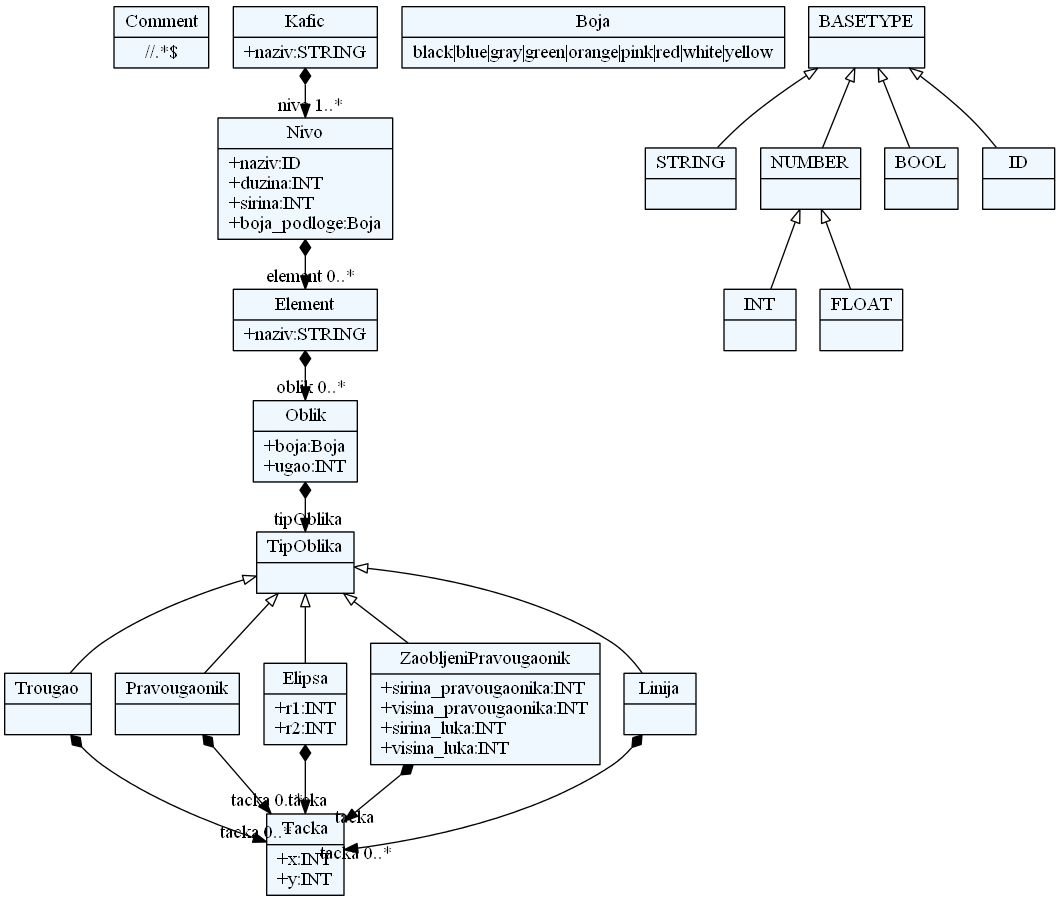 Comment
//.*$
Kafic
+naziv:STRING
Boja
black|blue|gray|green|orange|pink|red|white|yellow
BASETYPE
nivo 1..*
Nivo
+naziv:ID
+duzina:INT
+sirina:INT
+boja_podloge:Boja
STRING
NUMBER
BOOL
ID
element 0..*
Element
+naziv:STRING
INT
FLOAT
oblik 0..*
Oblik
+boja:Boja
+ugao:INT
tipOblika
TipOblika
Trougao
Pravougaonik
Elipsa
+r1:INT
+r2:INT
ZaobljeniPravougaonik
+sirina_pravougaonika:INT
+visina_pravougaonika:INT
+sirina_luka:INT
+visina_luka:INT
Linija
tacka 0..*
tacka
tacka
tacka 0..*
Tacka
tacka 0..*
+x:INT
+y:INT